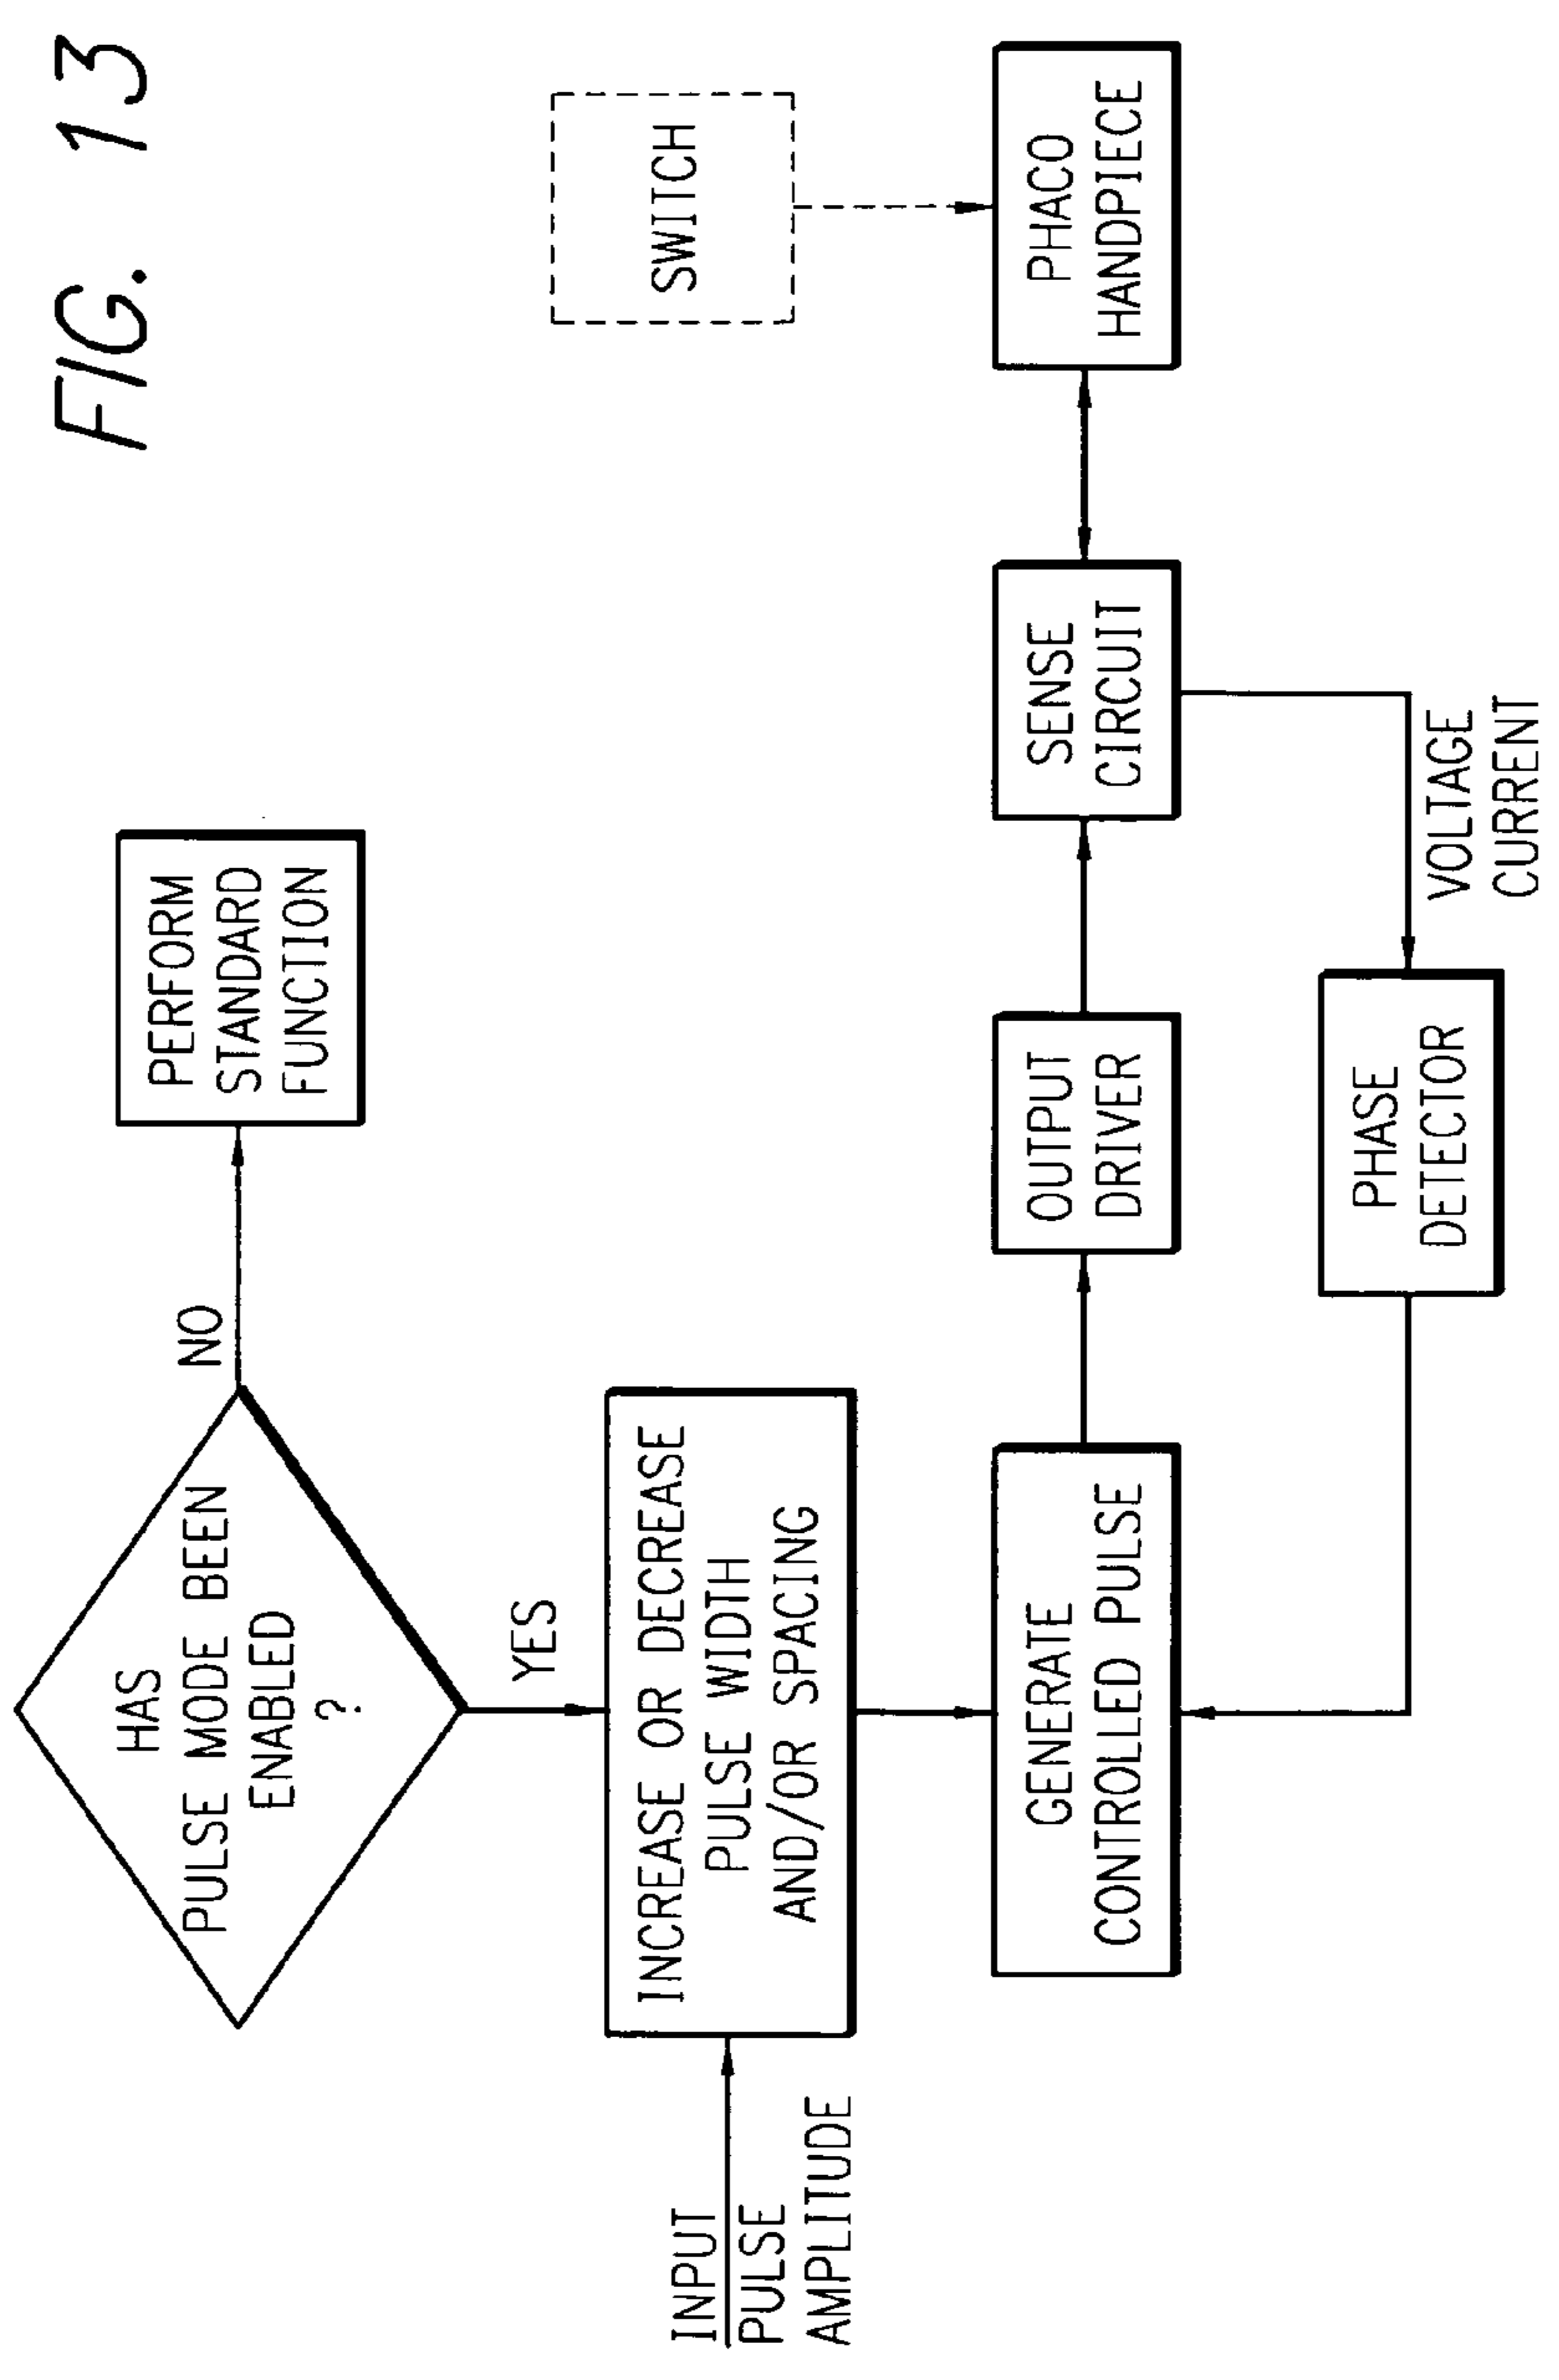 FIG. 13
HAS
PULSE MODE BEEN
ENABLED
?
NO
PERFORM
STANDARD
FUNCTION
YES
INPUT
PULSE
AMPLITUDE
INCREASE OR DECREASE
PULSE WIDTH
AND/OR SPACING
SWITCH
GENERATE
CONTROLLED PULSE
OUTPUT
DRIVER
SENSE
CIRCUIT
PHACO
HANDPIECE
PHASE
DETECTOR
VOLTAGE
CURRENT